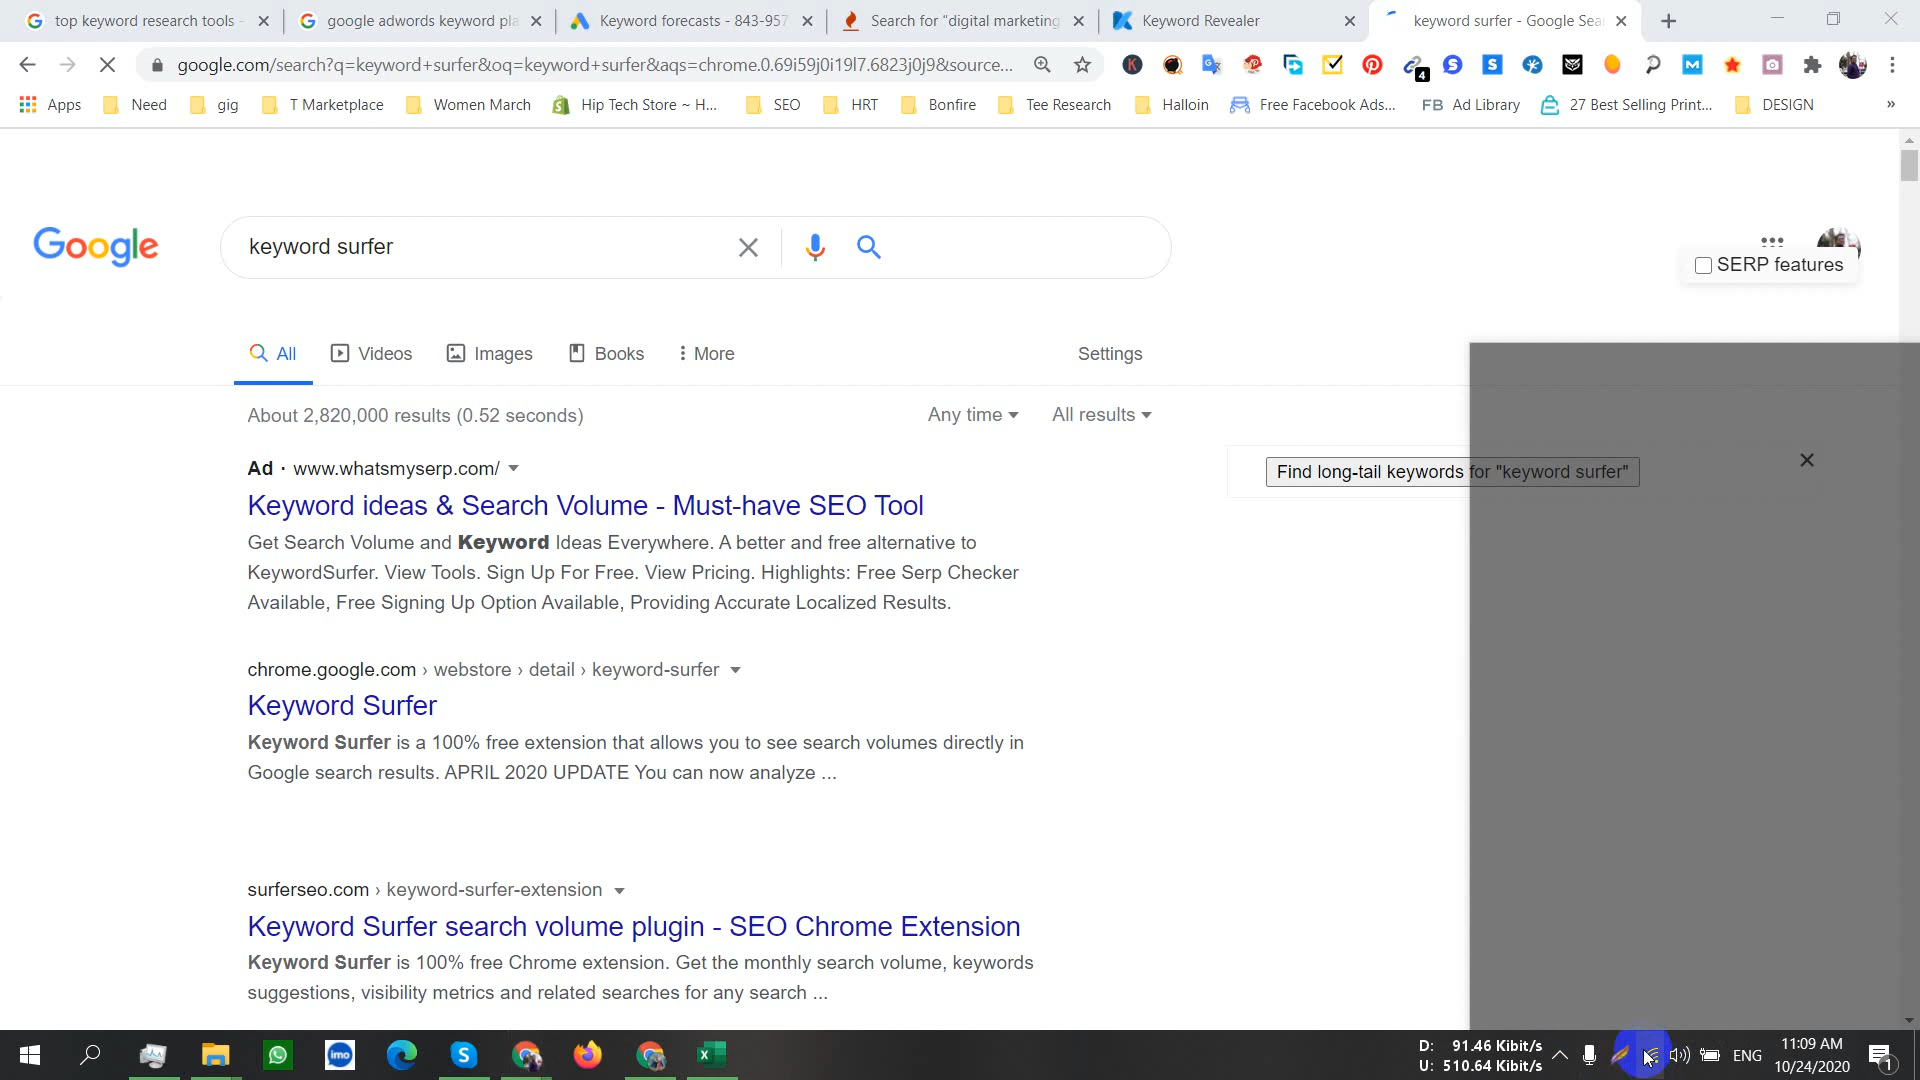 top keyword research tools -
google adwords keyword pla
Keyword forecasts - 843-957
Search for "digital marketing
Keyword Revealer
keyword surfer - Google Sea
google.com/search?q=keyword+surfer&oq=keyword+surfer&aqs=chrome.0.69i59j0i19l7.6823j0j9&source...
4
Apps
Need
gig
T Marketplace
Women March
Hip Tech Store ~ H...
SEO
HRT
Bonfire
Tee Research
Halloin
Free Facebook Ads...
FB Ad Library
27 Best Selling Print...
DESIGN
»
Google
keyword surfer
SERP features
All
Videos
Images
Books
More
Settings
About 2,820,000 results (0.52 seconds)
Any time
All results
Find long-tail keywords for "keyword surfer"
Ad · www.whatsmyserp.com/
Keyword ideas & Search Volume - Must-have SEO Tool
Get Search Volume and Keyword Ideas Everywhere. A better and free alternative to
KeywordSurfer. View Tools. Sign Up For Free. View Pricing. Highlights: Free Serp Checker
Available, Free Signing Up Option Available, Providing Accurate Localized Results.
chrome.google.com › webstore › detail › keyword-surfer
Keyword Surfer
Keyword Surfer is a 100% free extension that allows you to see search volumes directly in
Google search results. APRIL 2020 UPDATE You can now analyze ...
surferseo.com › keyword-surfer-extension
Keyword Surfer search volume plugin - SEO Chrome Extension
Keyword Surfer is 100% free Chrome extension. Get the monthly search volume, keywords
suggestions, visibility metrics and related searches for any search ...
imo
D: 91.46 Kibit/s
U: 510.64 Kibit/s
ENG
11:09 AM
10/24/2020
1